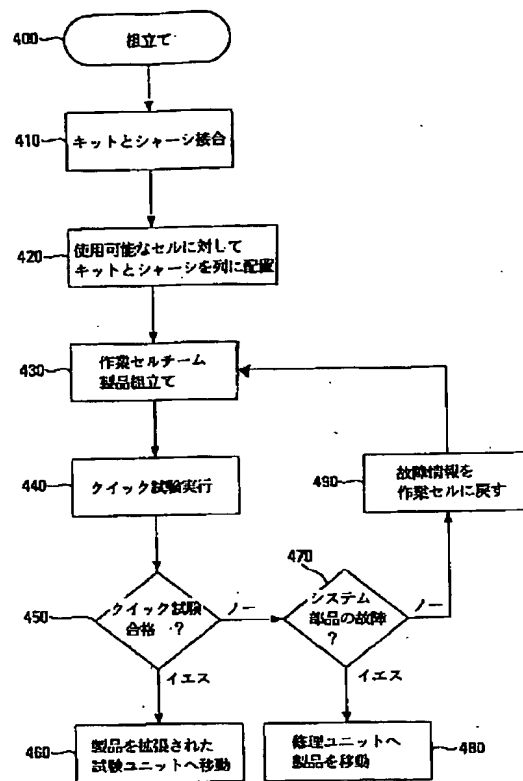 400
組立て
410
キットとシャーシ接合
420
使用可能なセルに対して
キットとシャーシを列に配置
430
作業セルチーム
製品組立て
440
クイック試験実行
490
故障情報を
作業セルに戻す
450
クイック試験
合格 ?
ノー
470
システム
部品の故障
?
ノー
イエス
イエス
460
製品を拡張された
試験ユニットへ移動
修理ユニットへ
製品を移動
480